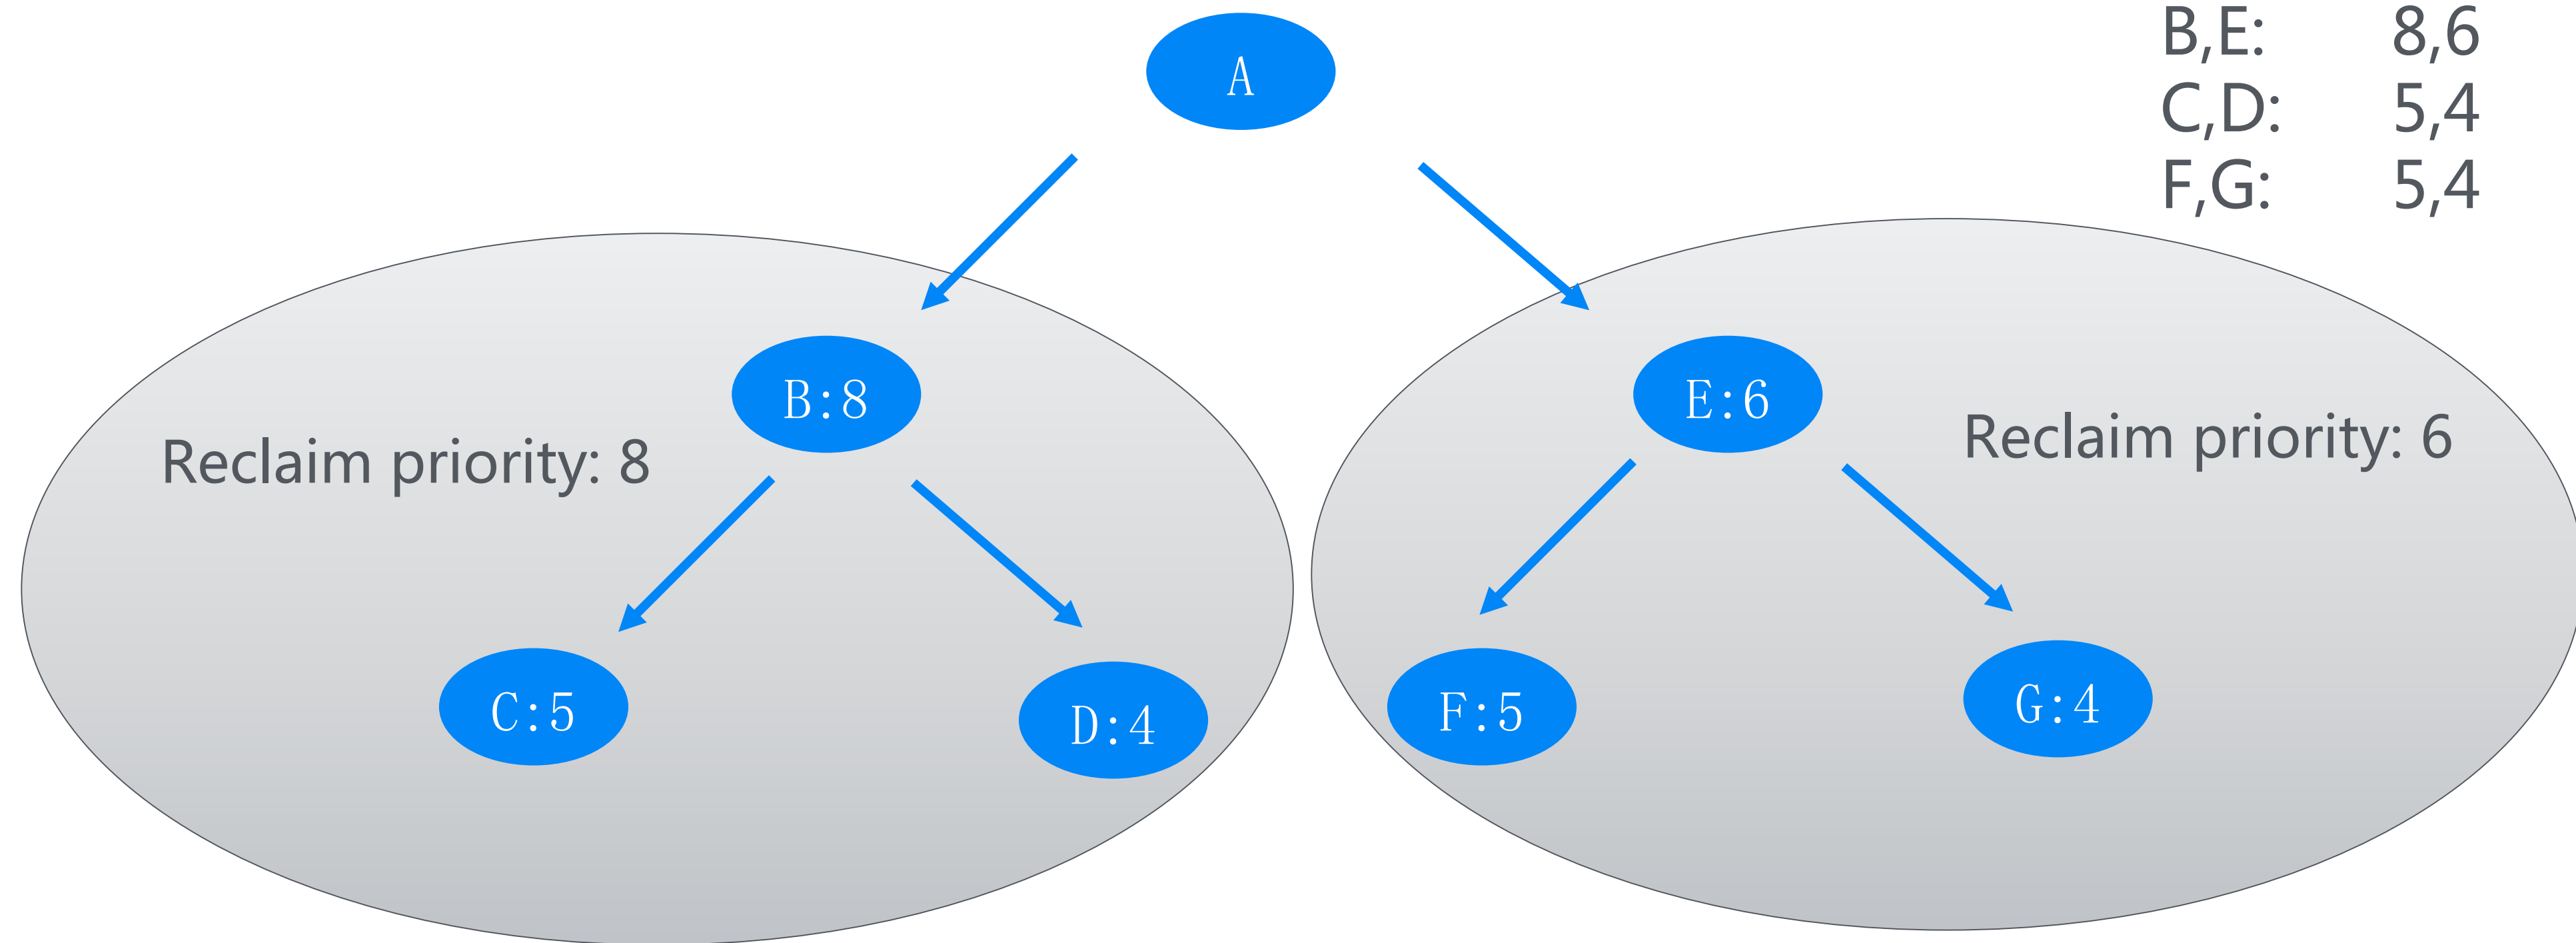 A
B,E: 8,6
C,D: 5,4
F,G: 5,4
B:8
E:6
Reclaim priority: 8
Reclaim priority: 6
C:5
D:4
F:5
G:4